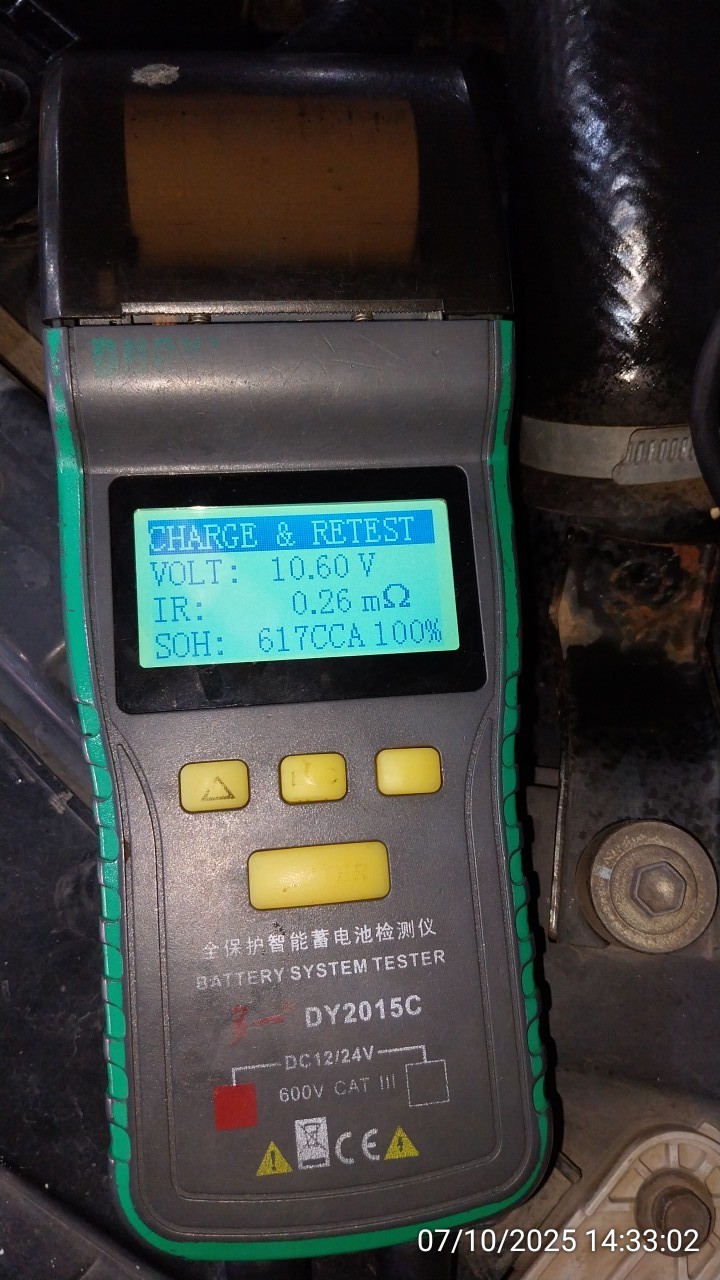 CHARGE & RETEST
VOLT: 10.60 V
IR: 0.26 mΩ
SOH: 617CCA 100%
全保护智能蓄电池检测仪
BATTERY SYSTEM TESTER
DY2015C
DC12/24V
600V CAT III
CE
07/10/2025 14:33:02